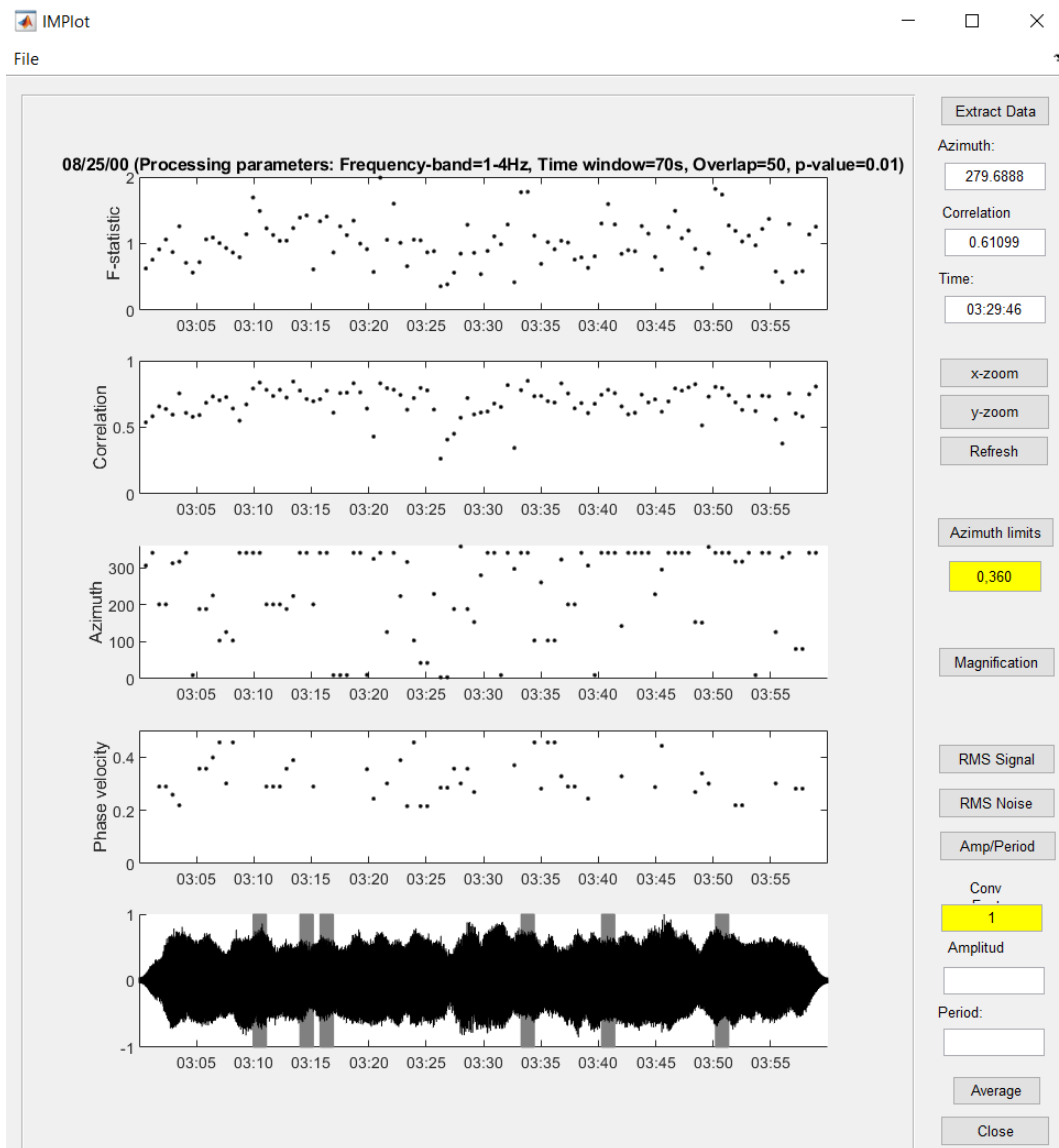 IMPlot
File
Extract Data
Azimuth:
279.6888
Correlation
0.61099
Time:
03:29:46
x-zoom
y-zoom
Refresh
Azimuth limits
0,360
Magnification
RMS Signal
RMS Noise
Amp/Period
Conv
1
Amplitud
Period:
Average
Close
08/25/00 (Processing parameters: Frequency-band=1-4Hz, Time window=70s, Overlap=50, p-value=0.01)
F-statistic
2
1
0
03:05 03:10 03:15 03:20 03:25 03:30 03:35 03:40 03:45 03:50 03:55
Correlation
1
0.5
0
03:05 03:10 03:15 03:20 03:25 03:30 03:35 03:40 03:45 03:50 03:55
Azimuth
300
200
100
0
03:05 03:10 03:15 03:20 03:25 03:30 03:35 03:40 03:45 03:50 03:55
Phase velocity
0.4
0.2
0
03:05 03:10 03:15 03:20 03:25 03:30 03:35 03:40 03:45 03:50 03:55
1
0
-1
03:05 03:10 03:15 03:20 03:25 03:30 03:35 03:40 03:45 03:50 03:55